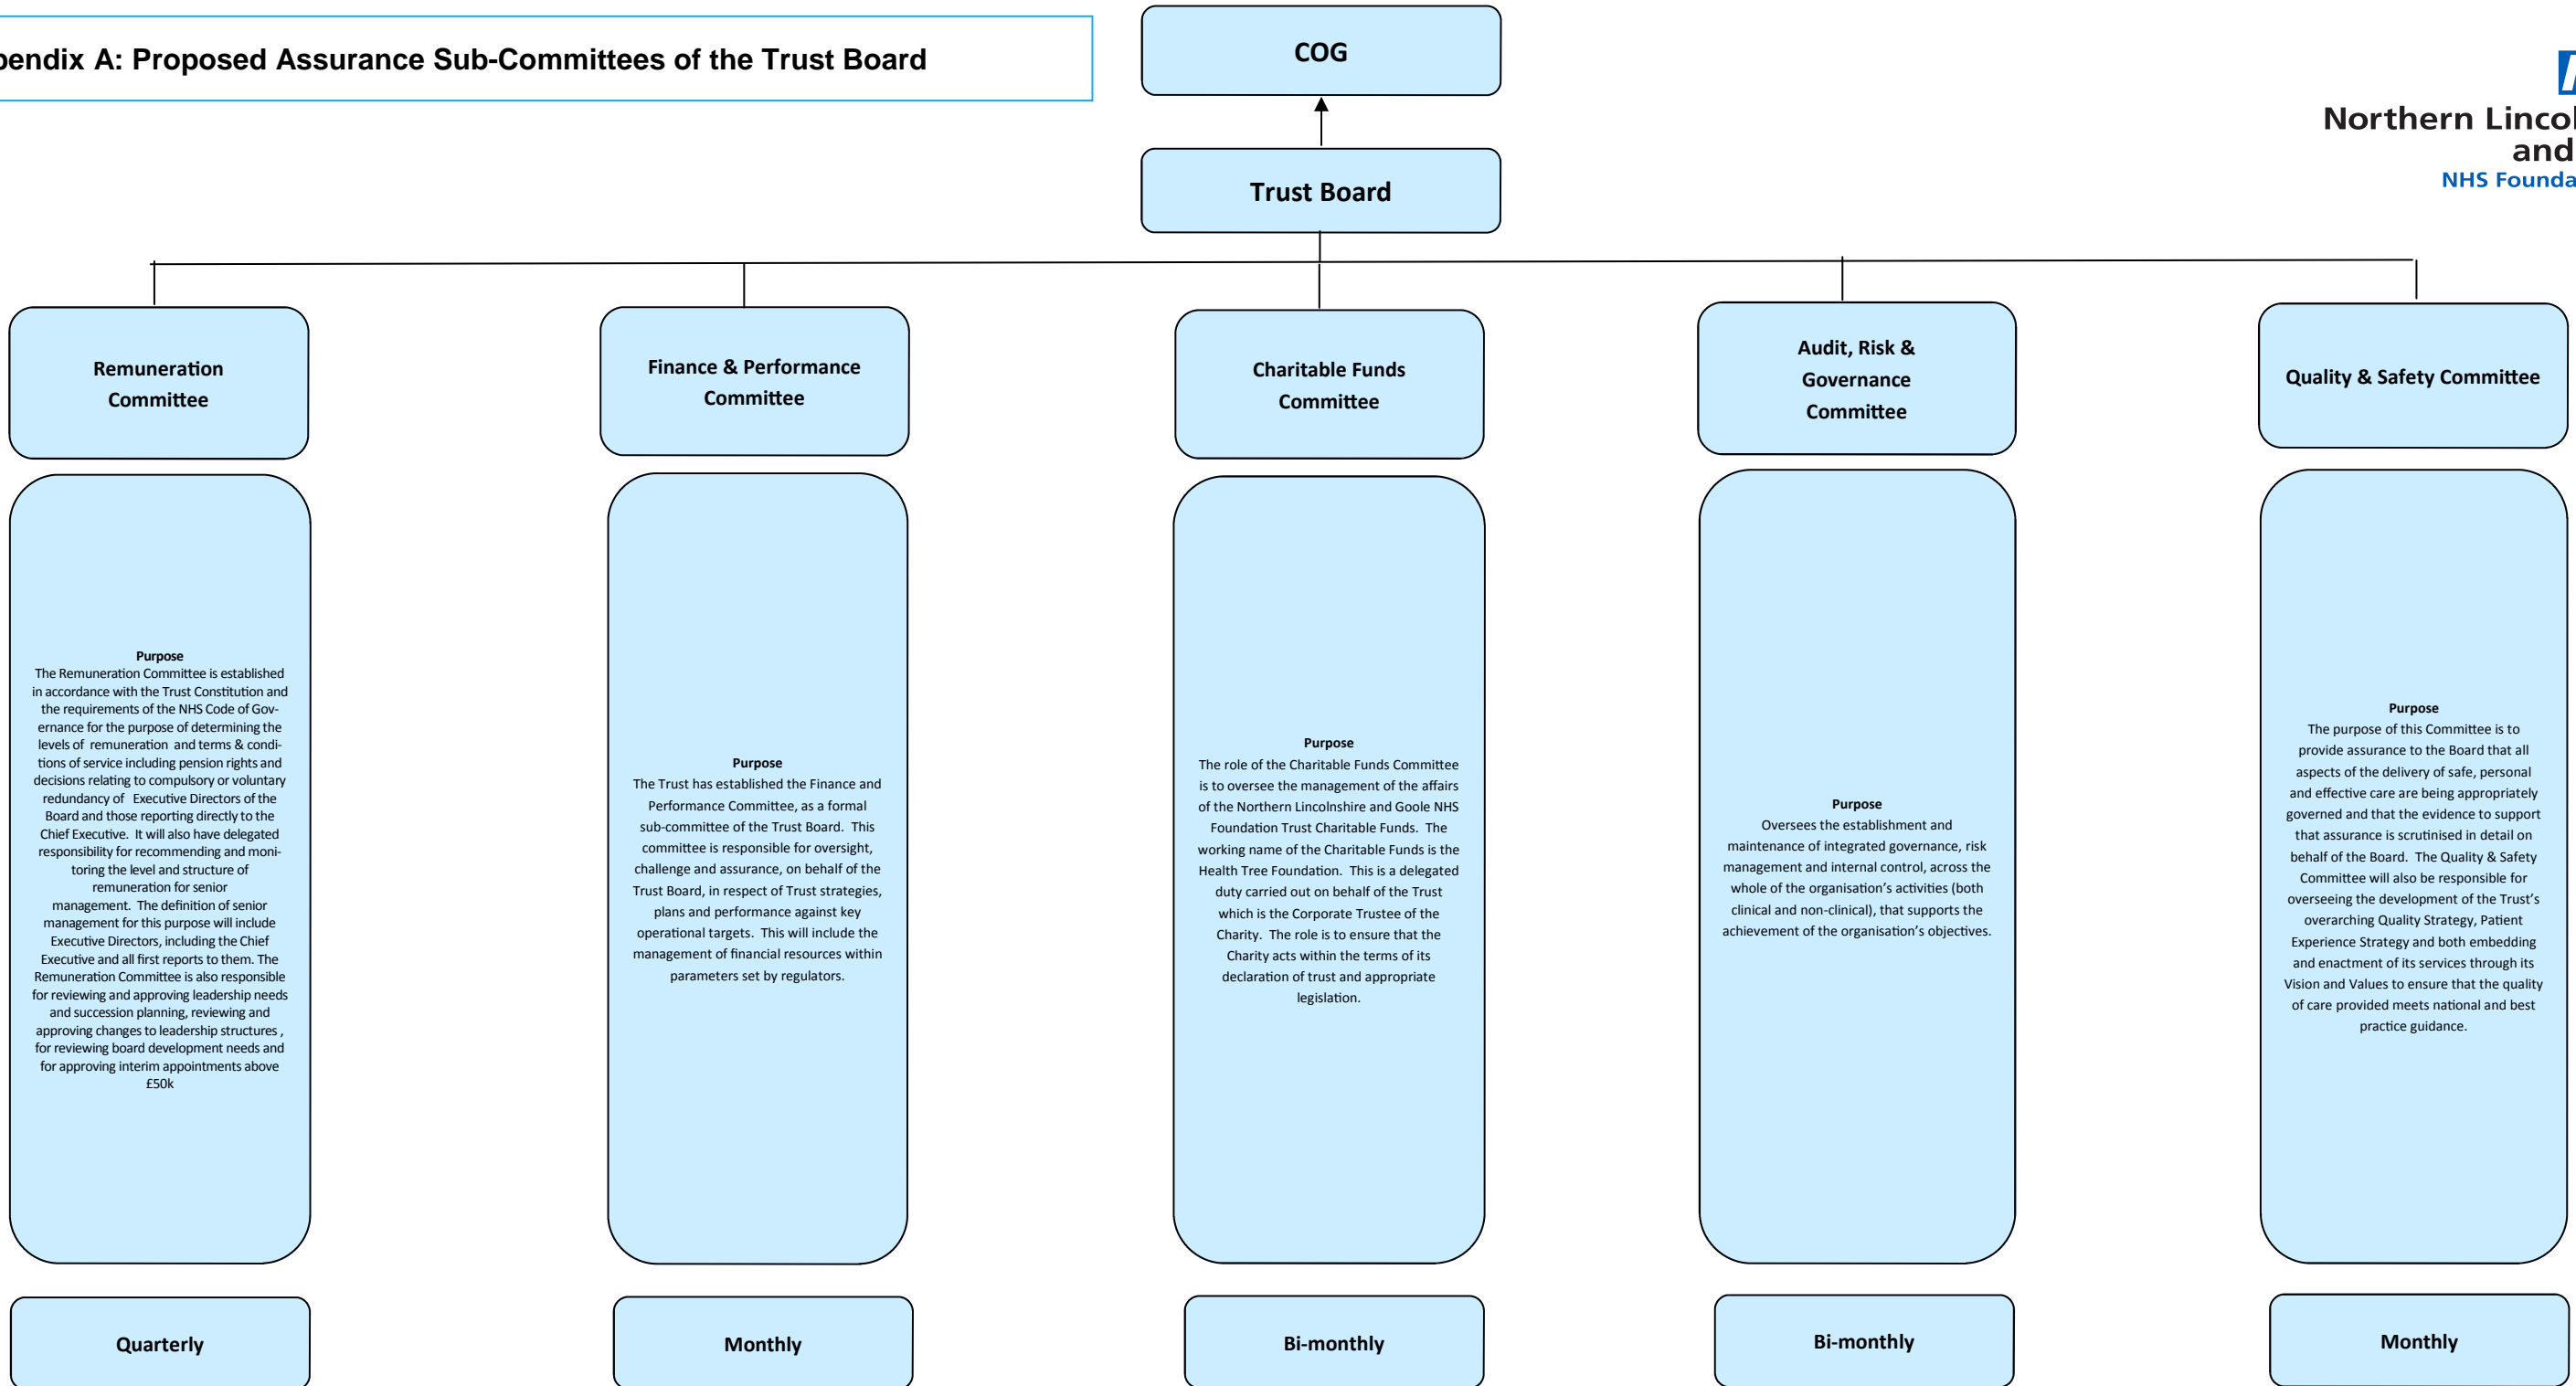 pendix A: Proposed Assurance Sub-Committees of the Trust Board
COG
Northern Lincol
and
NHS Founda
Trust Board
Remuneration
Committee
Finance & Performance
Committee
Charitable Funds
Committee
Audit, Risk &
Governance
Committee
Quality & Safety Committee
Purpose
The Remuneration Committee is established
in accordance with the Trust Constitution and
the requirements of the NHS Code of Gov-
ernance for the purpose of determining the
levels of remuneration and terms & condi-
tions of service including pension rights and
decisions relating to compulsory or voluntary
redundancy of Executive Directors of the
Board and those reporting directly to the
Chief Executive. It will also have delegated
responsibility for recommending and moni-
toring the level and structure of
remuneration for senior
management. The definition of senior
management for this purpose will include
Executive Directors, including the Chief
Executive and all first reports to them. The
Remuneration Committee is also responsible
for reviewing and approving leadership needs
and succession planning, reviewing and
approving changes to leadership structures ,
for reviewing board development needs and
for approving interim appointments above
£50k
Purpose
The Trust has established the Finance and
Performance Committee, as a formal
sub-committee of the Trust Board. This
committee is responsible for oversight,
challenge and assurance, on behalf of the
Trust Board, in respect of Trust strategies,
plans and performance against key
operational targets. This will include the
management of financial resources within
parameters set by regulators.
Purpose
The role of the Charitable Funds Committee
is to oversee the management of the affairs
of the Northern Lincolnshire and Goole NHS
Foundation Trust Charitable Funds. The
working name of the Charitable Funds is the
Health Tree Foundation. This is a delegated
duty carried out on behalf of the Trust
which is the Corporate Trustee of the
Charity. The role is to ensure that the
Charity acts within the terms of its
declaration of trust and appropriate
legislation.
Purpose
Oversees the establishment and
maintenance of integrated governance, risk
management and internal control, across the
whole of the organisation’s activities (both
clinical and non-clinical), that supports the
achievement of the organisation’s objectives.
Purpose
The purpose of this Committee is to
provide assurance to the Board that all
aspects of the delivery of safe, personal
and effective care are being appropriately
governed and that the evidence to support
that assurance is scrutinised in detail on
behalf of the Board. The Quality & Safety
Committee will also be responsible for
overseeing the development of the Trust’s
overarching Quality Strategy, Patient
Experience Strategy and both embedding
and enactment of its services through its
Vision and Values to ensure that the quality
of care provided meets national and best
practice guidance.
Quarterly
Monthly
Bi-monthly
Bi-monthly
Monthly